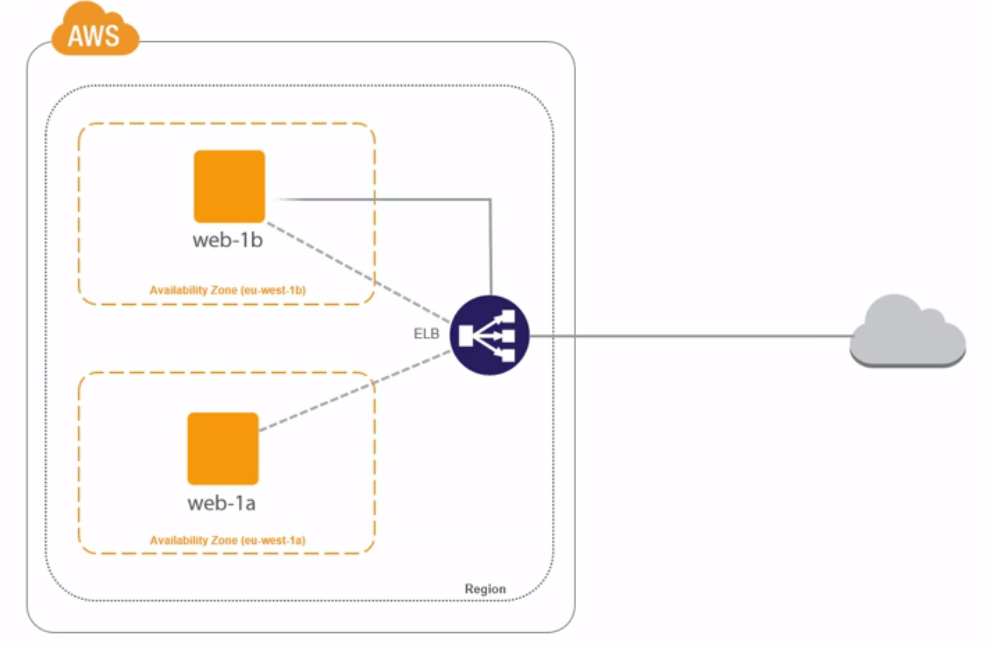 AWS
web-1b
Availability Zone (eu-west-1b)
ELB
web-1a
Availability Zone (eu-west-1a)
Region